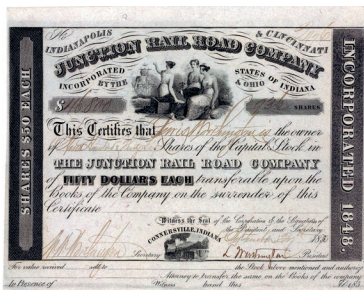 INDIANAPOLIS & CINCINNATI
JUNCTION RAIL ROAD COMPANY
INCORPORATED BY THE STATES OF INDIANA & OHIO
SHARES $50 EACH
INCORPORATED 1848.
$ SHARES
This Certifies that is the owner
of Shares of the Capital Stock in
THE JUNCTION RAIL ROAD COMPANY
of FIFTY DOLLARS EACH transferable upon the
Books of the Company on the surrender of this
Certificate
Witness the Seal of the Corporation & the Signatures of
the President and Secretary
CONNERSVILLE, INDIANA
Secretary President
For value received sell to the Stock above mentioned and authorize
Attorney to transfer the same on the Books of the company
In Presence of Witness hand this